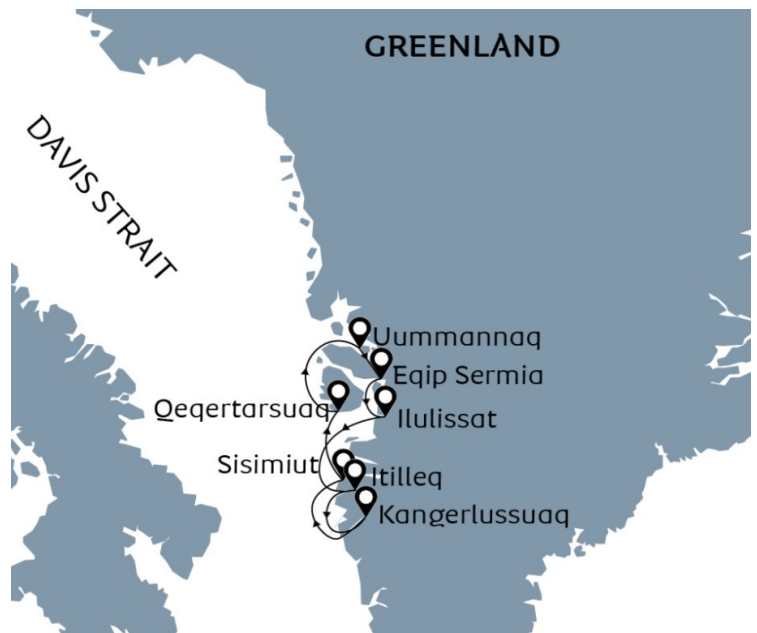 GREENLAND
DAVIS STRAIT
Uummannaq
Eqip Sermia
Qeqertarsuaq
Ilulissat
Sisimiut
Itilleq
Kangerlussuaq